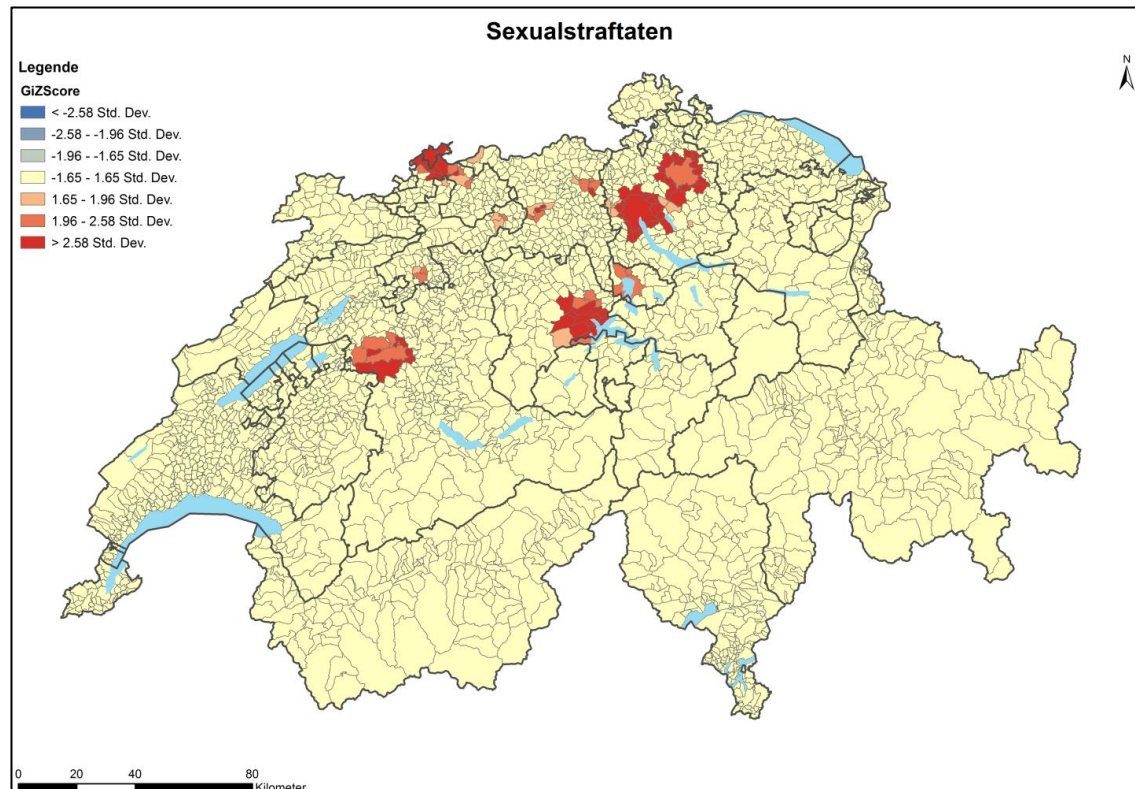 Sexualstraftaten
Legende
GiZScore
< -2.58 Std. Dev.
-2.58 - -1.96 Std. Dev.
-1.96 - -1.65 Std. Dev.
-1.65 - 1.65 Std. Dev.
1.65 - 1.96 Std. Dev.
1.96 - 2.58 Std. Dev.
> 2.58 Std. Dev.
N
0 20 40 80
Kilometer